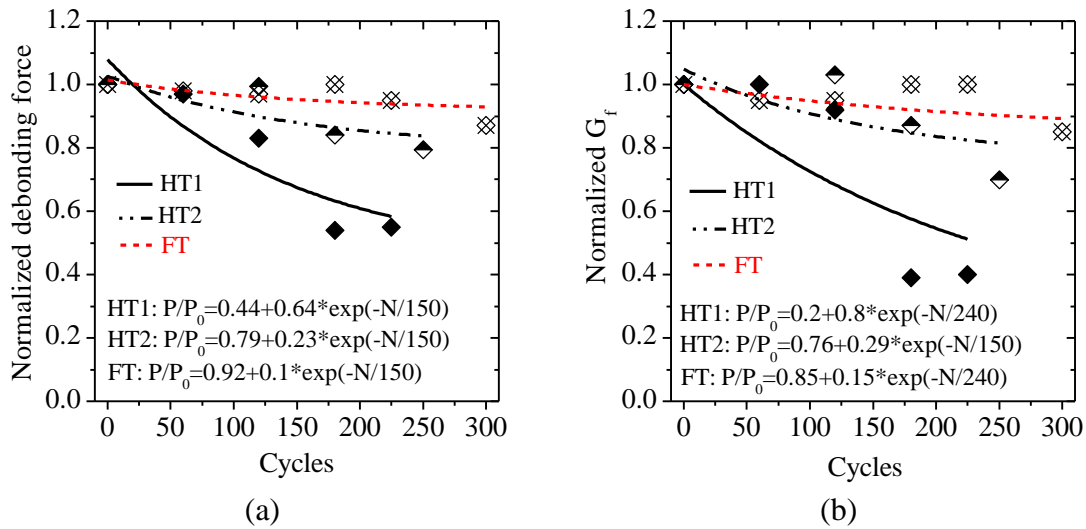 1.2
1.0
0.8
0.6
0.4
0.2
0.0
Normalized debonding force
HT1
HT2
FT
HT1: P/P₀=0.44+0.64*exp(-N/150)
HT2: P/P₀=0.79+0.23*exp(-N/150)
FT: P/P₀=0.92+0.1*exp(-N/150)
0 50 100 150 200 250 300
Cycles
(a)
1.2
1.0
0.8
0.6
0.4
0.2
0.0
Normalized G_f
HT1
HT2
FT
HT1: P/P₀=0.2+0.8*exp(-N/240)
HT2: P/P₀=0.76+0.29*exp(-N/150)
FT: P/P₀=0.85+0.15*exp(-N/240)
0 50 100 150 200 250 300
Cycles
(b)